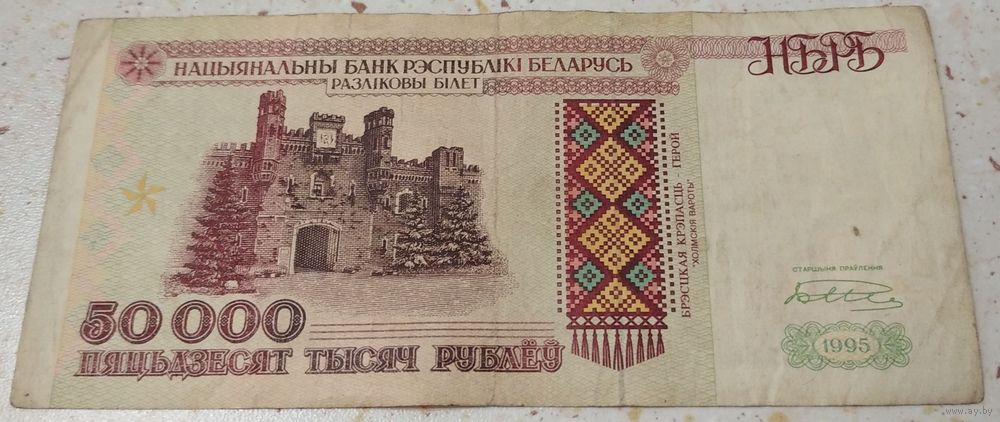 НАЦЫЯНАЛЬНЫ БАНК РЭСПУБЛІКІ БЕЛАРУСЬ
РАЗЛІКОВЫ БІЛЕТ
НБРБ
БРЭСЦКАЯ КРЭПАСЦЬ - ГЕРОЙ
"ХОЛМСКІЯ ВАРОТЫ"
СТАРШЫНЯ ПРАЎЛЕННЯ
50 000
ПЯЦЬДЗЕСЯТ ТЫСЯЧ РУБЛЁЎ
1995
www.ay.by